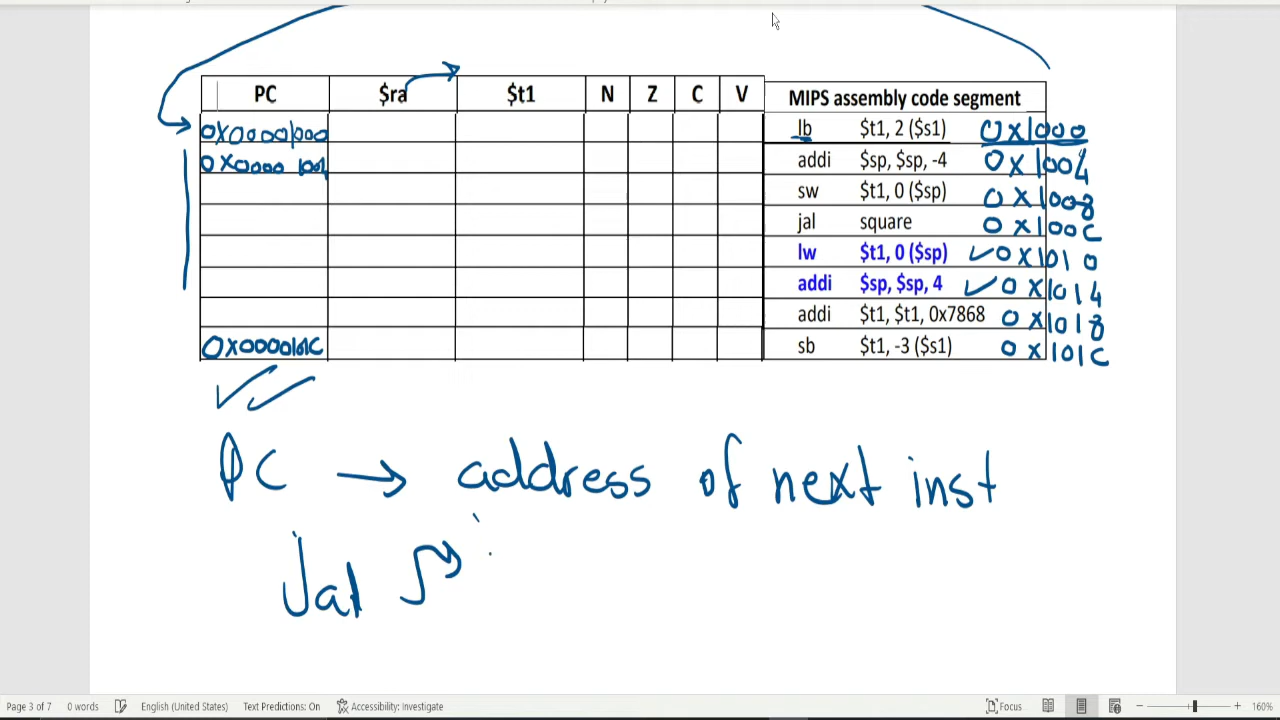 PC $ra $t1 N Z C V MIPS assembly code segment
0x00001000 lb $t1, 2 ($s1) 0x1000
0x00001004 addi $sp, $sp, -4 0x1004
sw $t1, 0 ($sp) 0x1008
jal square 0x100C
lw $t1, 0 ($sp) ✓0x1010
addi $sp, $sp, 4 ✓0x1014
addi $t1, $t1, 0x7868 0x1018
0x0000101C sb $t1, -3 ($s1) 0x101C
PC → address of next inst
Jal
Page 3 of 7 0 words English (United States) Text Predictions: On Accessibility: Investigate Focus 160%